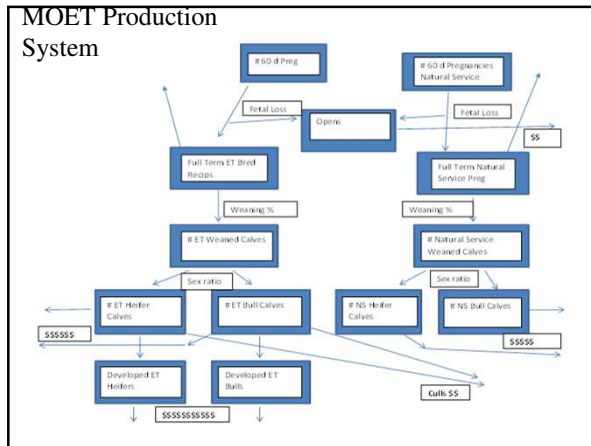 MOET Production
System
# 60 d Preg
# 60 d Pregnancies
Natural Service
Fetal Loss
Fetal Loss
Opens
$$
Full Term ET Bred
Recips
Full Term Natural
Service Preg
Weaning %
Weaning %
# ET Weaned Calves
# Natural Service
Weaned Calves
Sex ratio
Sex ratio
# ET Heifer
Calves
# ET Bull Calves
# NS Heifer
Calves
# NS Bull Calves
$$$$$$
$$$$$
Developed ET
Heifers
Developed ET
Bulls
Culls $$
$$$$$$$$$$$